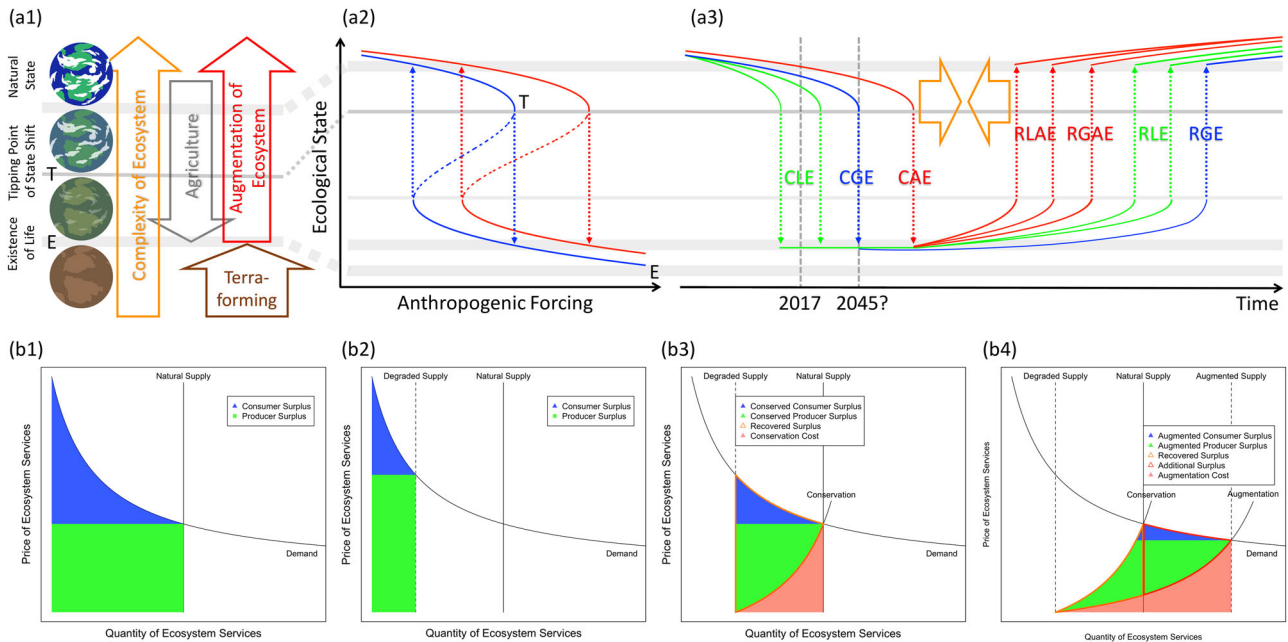 (a1)
Natural
State
Tipping Point
of State Shift
Existence
of Life
T
E
Complexity of Ecosystem
Agriculture
Augmentation of
Ecosystem
Terra-
forming
(a2)
Ecological State
T
E
Anthropogenic Forcing
(a3)
CLE
CGE
CAE
RLAE
RGAE
RLE
RGE
2017
2045?
Time
(b1)
Natural Supply
Consumer Surplus
Producer Surplus
Demand
Price of Ecosystem Services
Quantity of Ecosystem Services
(b2)
Degraded Supply
Natural Supply
Consumer Surplus
Producer Surplus
Demand
Price of Ecosystem Services
Quantity of Ecosystem Services
(b3)
Degraded Supply
Natural Supply
Conserved Consumer Surplus
Conserved Producer Surplus
Recovered Surplus
Conservation Cost
Conservation
Demand
Price of Ecosystem Services
Quantity of Ecosystem Services
(b4)
Degraded Supply
Natural Supply
Augmented Supply
Augmented Consumer Surplus
Augmented Producer Surplus
Recovered Surplus
Additional Surplus
Augmentation Cost
Conservation
Augmentation
Demand
Price of Ecosystem Services
Quantity of Ecosystem Services